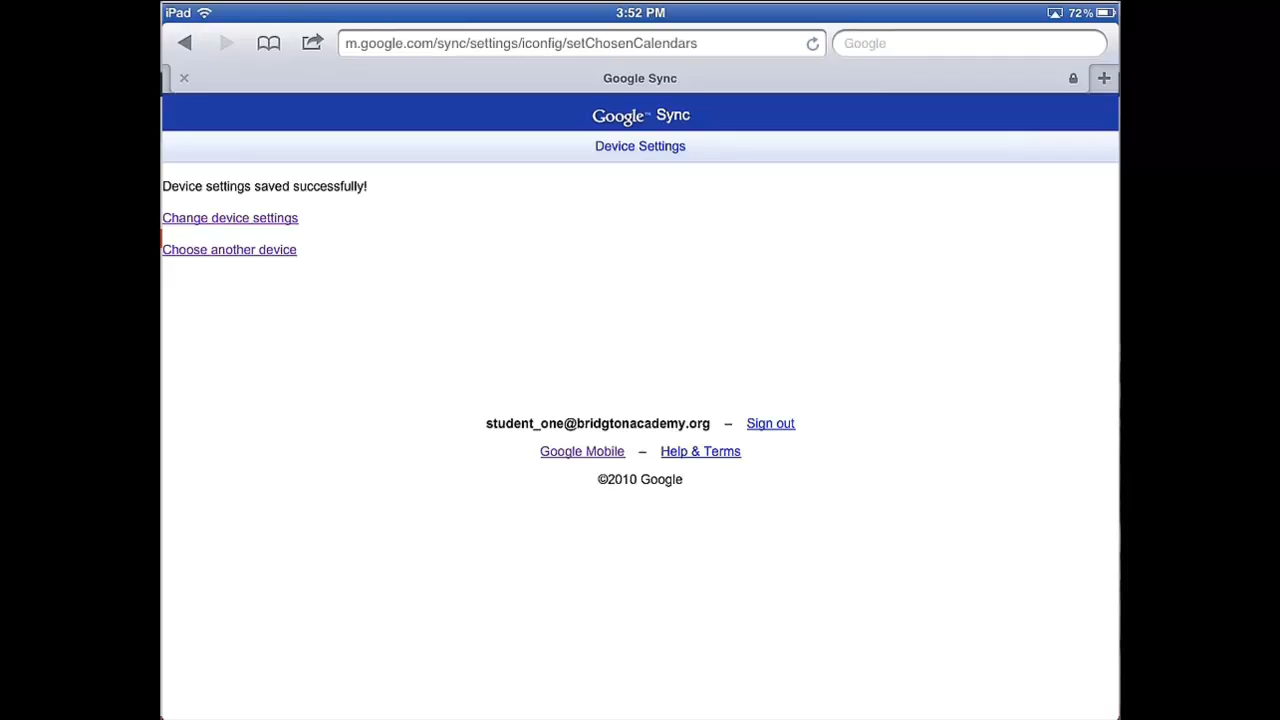 iPad 3:52 PM 72%
m.google.com/sync/settings/iconfig/setChosenCalendars Google
Google Sync
Google™ Sync
Device Settings
Device settings saved successfully!
Change device settings
Choose another device
student_one@bridgtonacademy.org – Sign out
Google Mobile – Help & Terms
©2010 Google